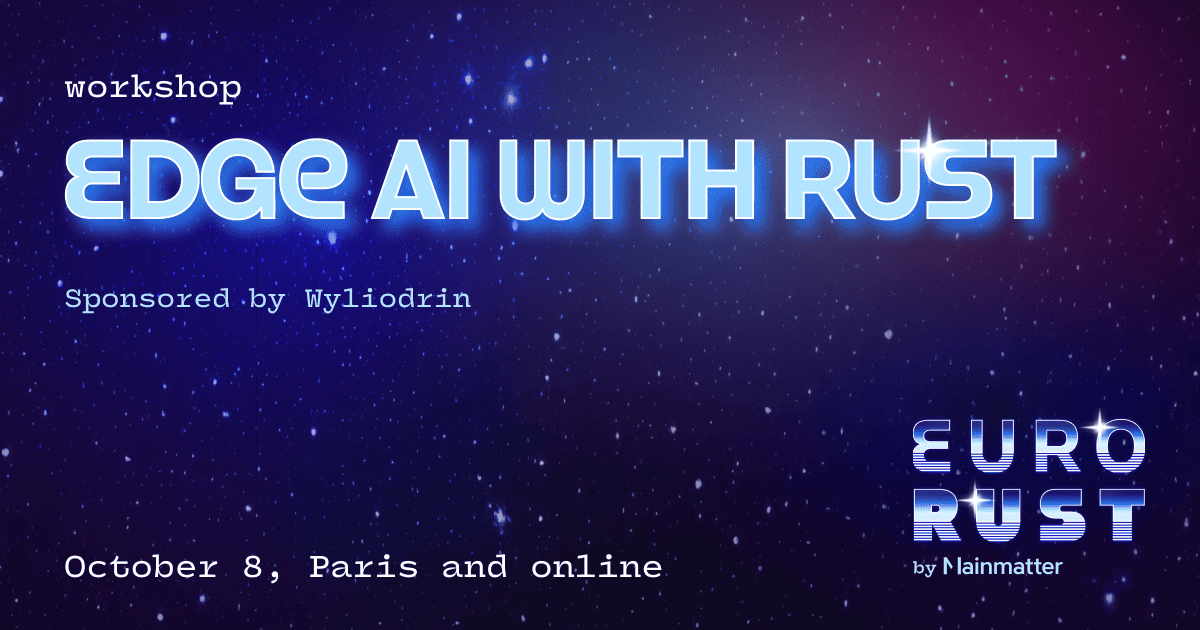 workshop
EDGE AI WITH RUST
Sponsored by Wyliodrin
October 8, Paris and online
EURO
RUST
by Mainmatter